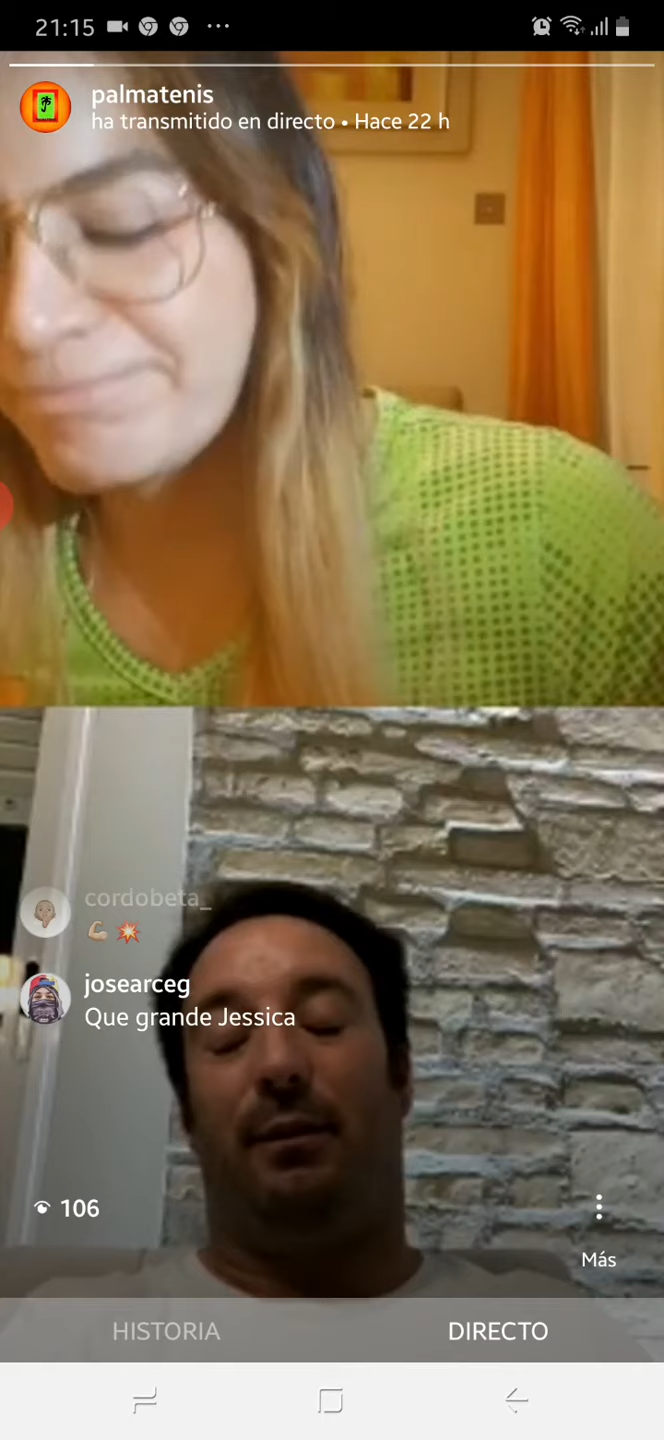 21:15
palmatenis
ha transmitido en directo • Hace 22 h
cordobeta_
josearceg
Que grande Jessica
106
Más
HISTORIA
DIRECTO